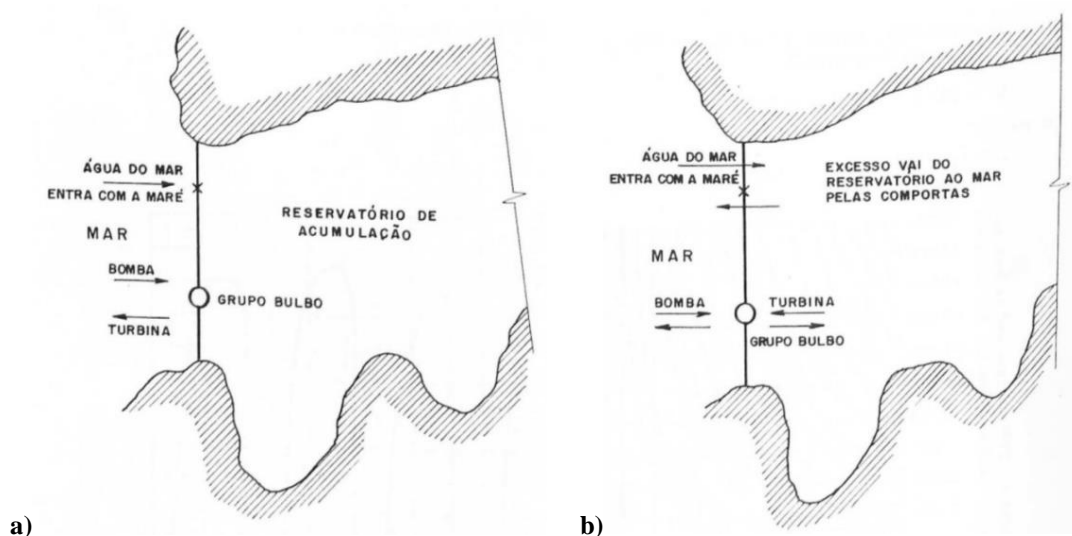 ÁGUA DO MAR
ENTRA COM A MARÉ
MAR
RESERVATÓRIO DE
ACUMULAÇÃO
BOMBA
GRUPO BULBO
TURBINA
a)
ÁGUA DO MAR
ENTRA COM A MARÉ
EXCESSO VAI DO
RESERVATÓRIO AO MAR
PELAS COMPORTAS
MAR
BOMBA
TURBINA
GRUPO BULBO
b)